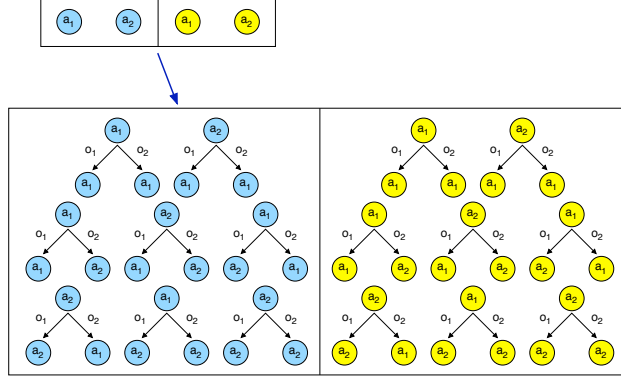 a₁ a₂ a₁ a₂
a₁ a₂ a₁ a₂
o₁ o₂ o₁ o₂ o₁ o₂ o₁ o₂
a₁ a₁ a₁ a₁ a₁ a₁ a₁ a₁
a₁ a₂ a₁ a₁ a₂ a₁
o₁ o₂ o₁ o₂ o₁ o₂ o₁ o₂ o₁ o₂ o₁ o₂
a₁ a₂ a₁ a₂ a₂ a₁ a₁ a₂ a₁ a₂ a₂ a₁
a₂ a₁ a₂ a₂ a₁ a₂
o₁ o₂ o₁ o₂ o₁ o₂ o₁ o₂ o₁ o₂ o₁ o₂
a₂ a₁ a₂ a₂ a₂ a₂ a₂ a₁ a₂ a₂ a₂ a₂